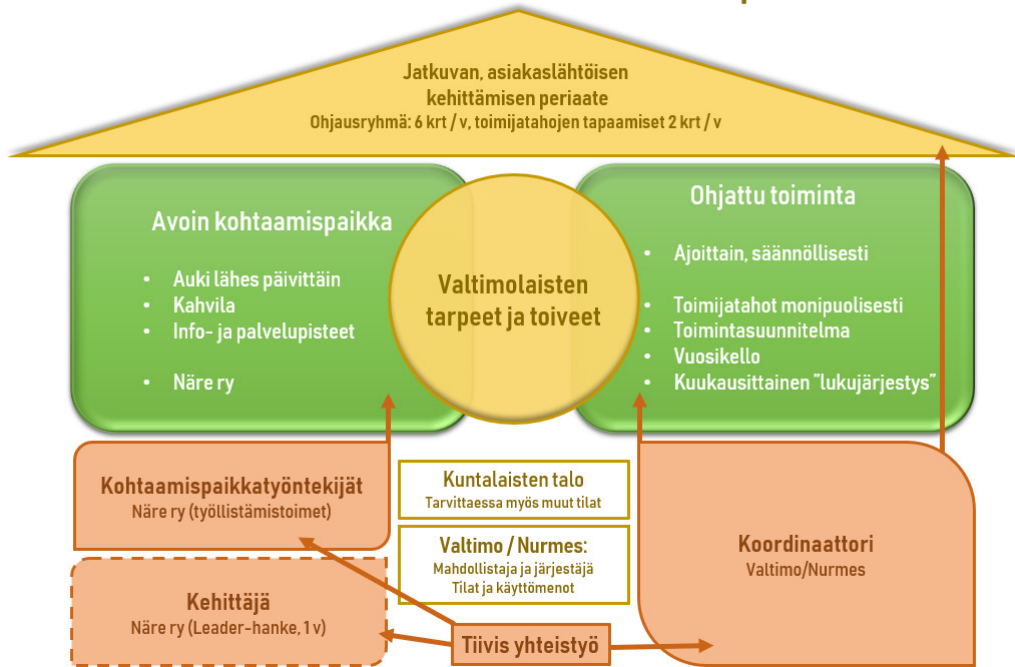 Jatkuvan, asiakaslähtöisen
kehittämisen periaate
Ohjausryhmä: 6 krt / v, toimijatahojen tapaamiset 2 krt / v
Avoin kohtaamispaikka
• Auki lähes päivittäin
• Kahvila
• Info- ja palvelupisteet
• Näre ry
Valtimolaisten
tarpeet ja toiveet
Ohjattu toiminta
• Ajoittain, säännöllisesti
• Toimijatahot monipuolisesti
• Toimintasuunnitelma
• Vuosikello
• Kuukausittainen "lukujärjestys"
Kohtaamispaikkatyöntekijät
Näre ry (työllistämistoimet)
Kuntalaisten talo
Tarvittaessa myös muut tilat
Valtimo / Nurmes:
Mahdollistaja ja järjestäjä
Tilat ja käyttömenot
Koordinaattori
Valtimo/Nurmes
Kehittäjä
Näre ry (Leader-hanke, 1 v)
Tiivis yhteistyö